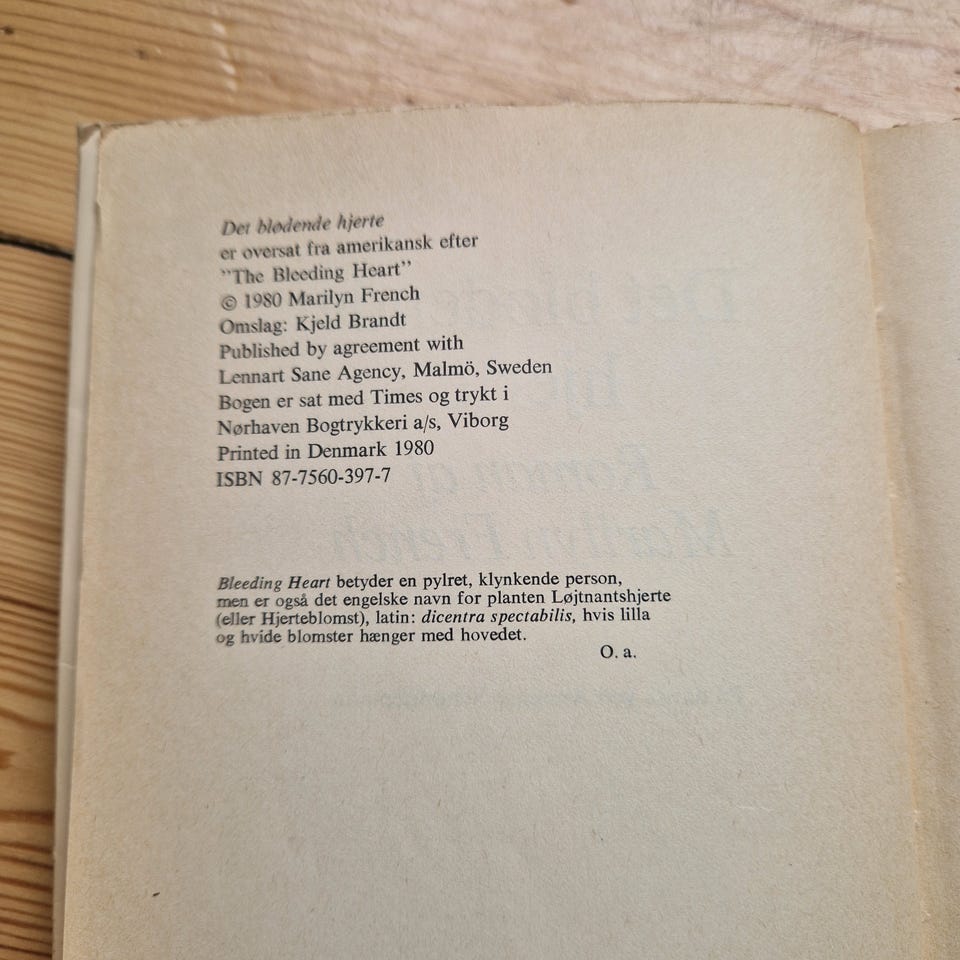 Det blødende hjerte
er oversat fra amerikansk efter
”The Bleeding Heart”
© 1980 Marilyn French
Omslag: Kjeld Brandt
Published by agreement with
Lennart Sane Agency, Malmö, Sweden
Bogen er sat med Times og trykt i
Nørhaven Bogtrykkeri a/s, Viborg
Printed in Denmark 1980
ISBN 87-7560-397-7
Bleeding Heart betyder en pylret, klynkende person,
men er også det engelske navn for planten Løjtnantshjerte
(eller Hjerteblomst), latin: dicentra spectabilis, hvis lilla
og hvide blomster hænger med hovedet.
O. a.